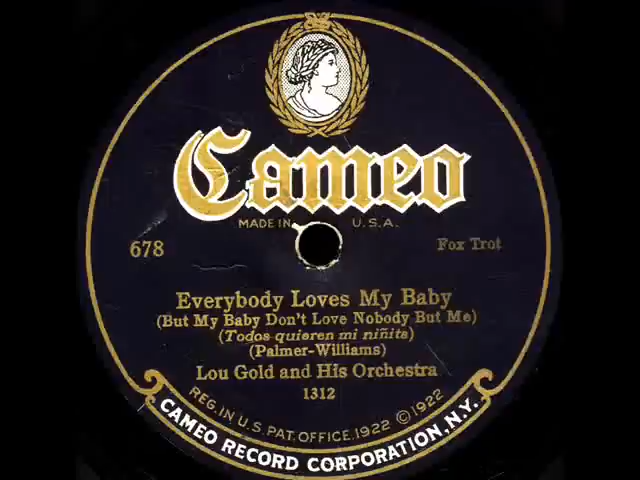 Cameo
MADE IN U.S.A.
678 Fox Trot
Everybody Loves My Baby
(But My Baby Don't Love Nobody But Me)
(Todos quieren mi niñita)
(Palmer-Williams)
Lou Gold and His Orchestra
1312
REG. IN U.S. PAT. OFFICE. 1922 © 1922
CAMEO RECORD CORPORATION, N.Y.